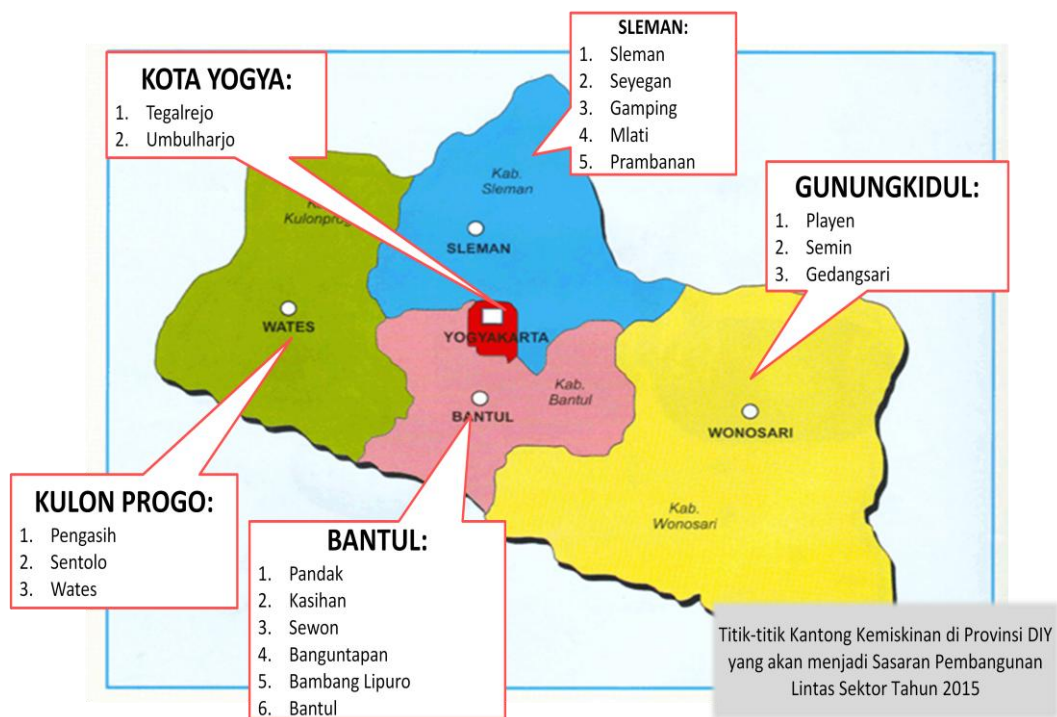 SLEMAN:
1. Sleman
2. Seyegan
3. Gamping
4. Mlati
5. Prambanan
KOTA YOGYA:
1. Tegalrejo
2. Umbulharjo
GUNUNGKIDUL:
1. Playen
2. Semin
3. Gedangsari
Kab.
Sleman
Kulonprog
SLEMAN
WATES
YOGYAKARTA
Kab.
Bantul
BANTUL
WONOSARI
Kab.
Wonosari
KULON PROGO:
1. Pengasih
2. Sentolo
3. Wates
BANTUL:
1. Pandak
2. Kasihan
3. Sewon
4. Banguntapan
5. Bambang Lipuro
6. Bantul
Titik-titik Kantong Kemiskinan di Provinsi DIY
yang akan menjadi Sasaran Pembangunan
Lintas Sektor Tahun 2015